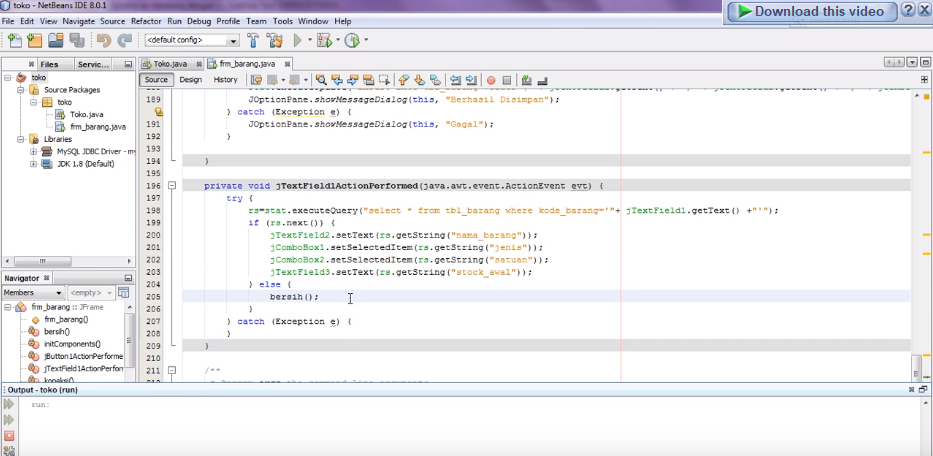 toko - NetBeans IDE 8.0.1
Download this video
File Edit View Navigate Source Refactor Run Debug Profile Team Tools Window Help
<default config>
Files Servic...
Toko.java frm_barang.java
Source Design History
toko
Source Packages
toko
Toko.java
frm_barang.java
Libraries
MySQL JDBC Driver - my
JDK 1.8 (Default)
189 JOptionPane.showMessageDialog(this, "Berhasil Disimpan");
} catch (Exception e) {
191 JOptionPane.showMessageDialog(this, "Gagal");
192 }
193
194 }
195
196 private void jTextField1ActionPerformed(java.awt.event.ActionEvent evt) {
197 try {
198 rs=stat.executeQuery("select * from tbl_barang where kode_barang='"+ jTextField1.getText() +"'");
199 if (rs.next()) {
200 jTextField2.setText(rs.getString("nama_barang"));
201 jComboBox1.setSelectedItem(rs.getString("jenis"));
202 jComboBox2.setSelectedItem(rs.getString("satuan"));
203 jTextField3.setText(rs.getString("stock_awal"));
204 } else {
205 bersih();
206 }
207 } catch (Exception e) {
208 }
209 }
210
211 /**
Navigator
Members <empty>
frm_barang :: JFrame
frm_barang()
bersih()
initComponents()
jButton1ActionPerforme
jTextField1ActionPerforn
Output - toko (run)
run: